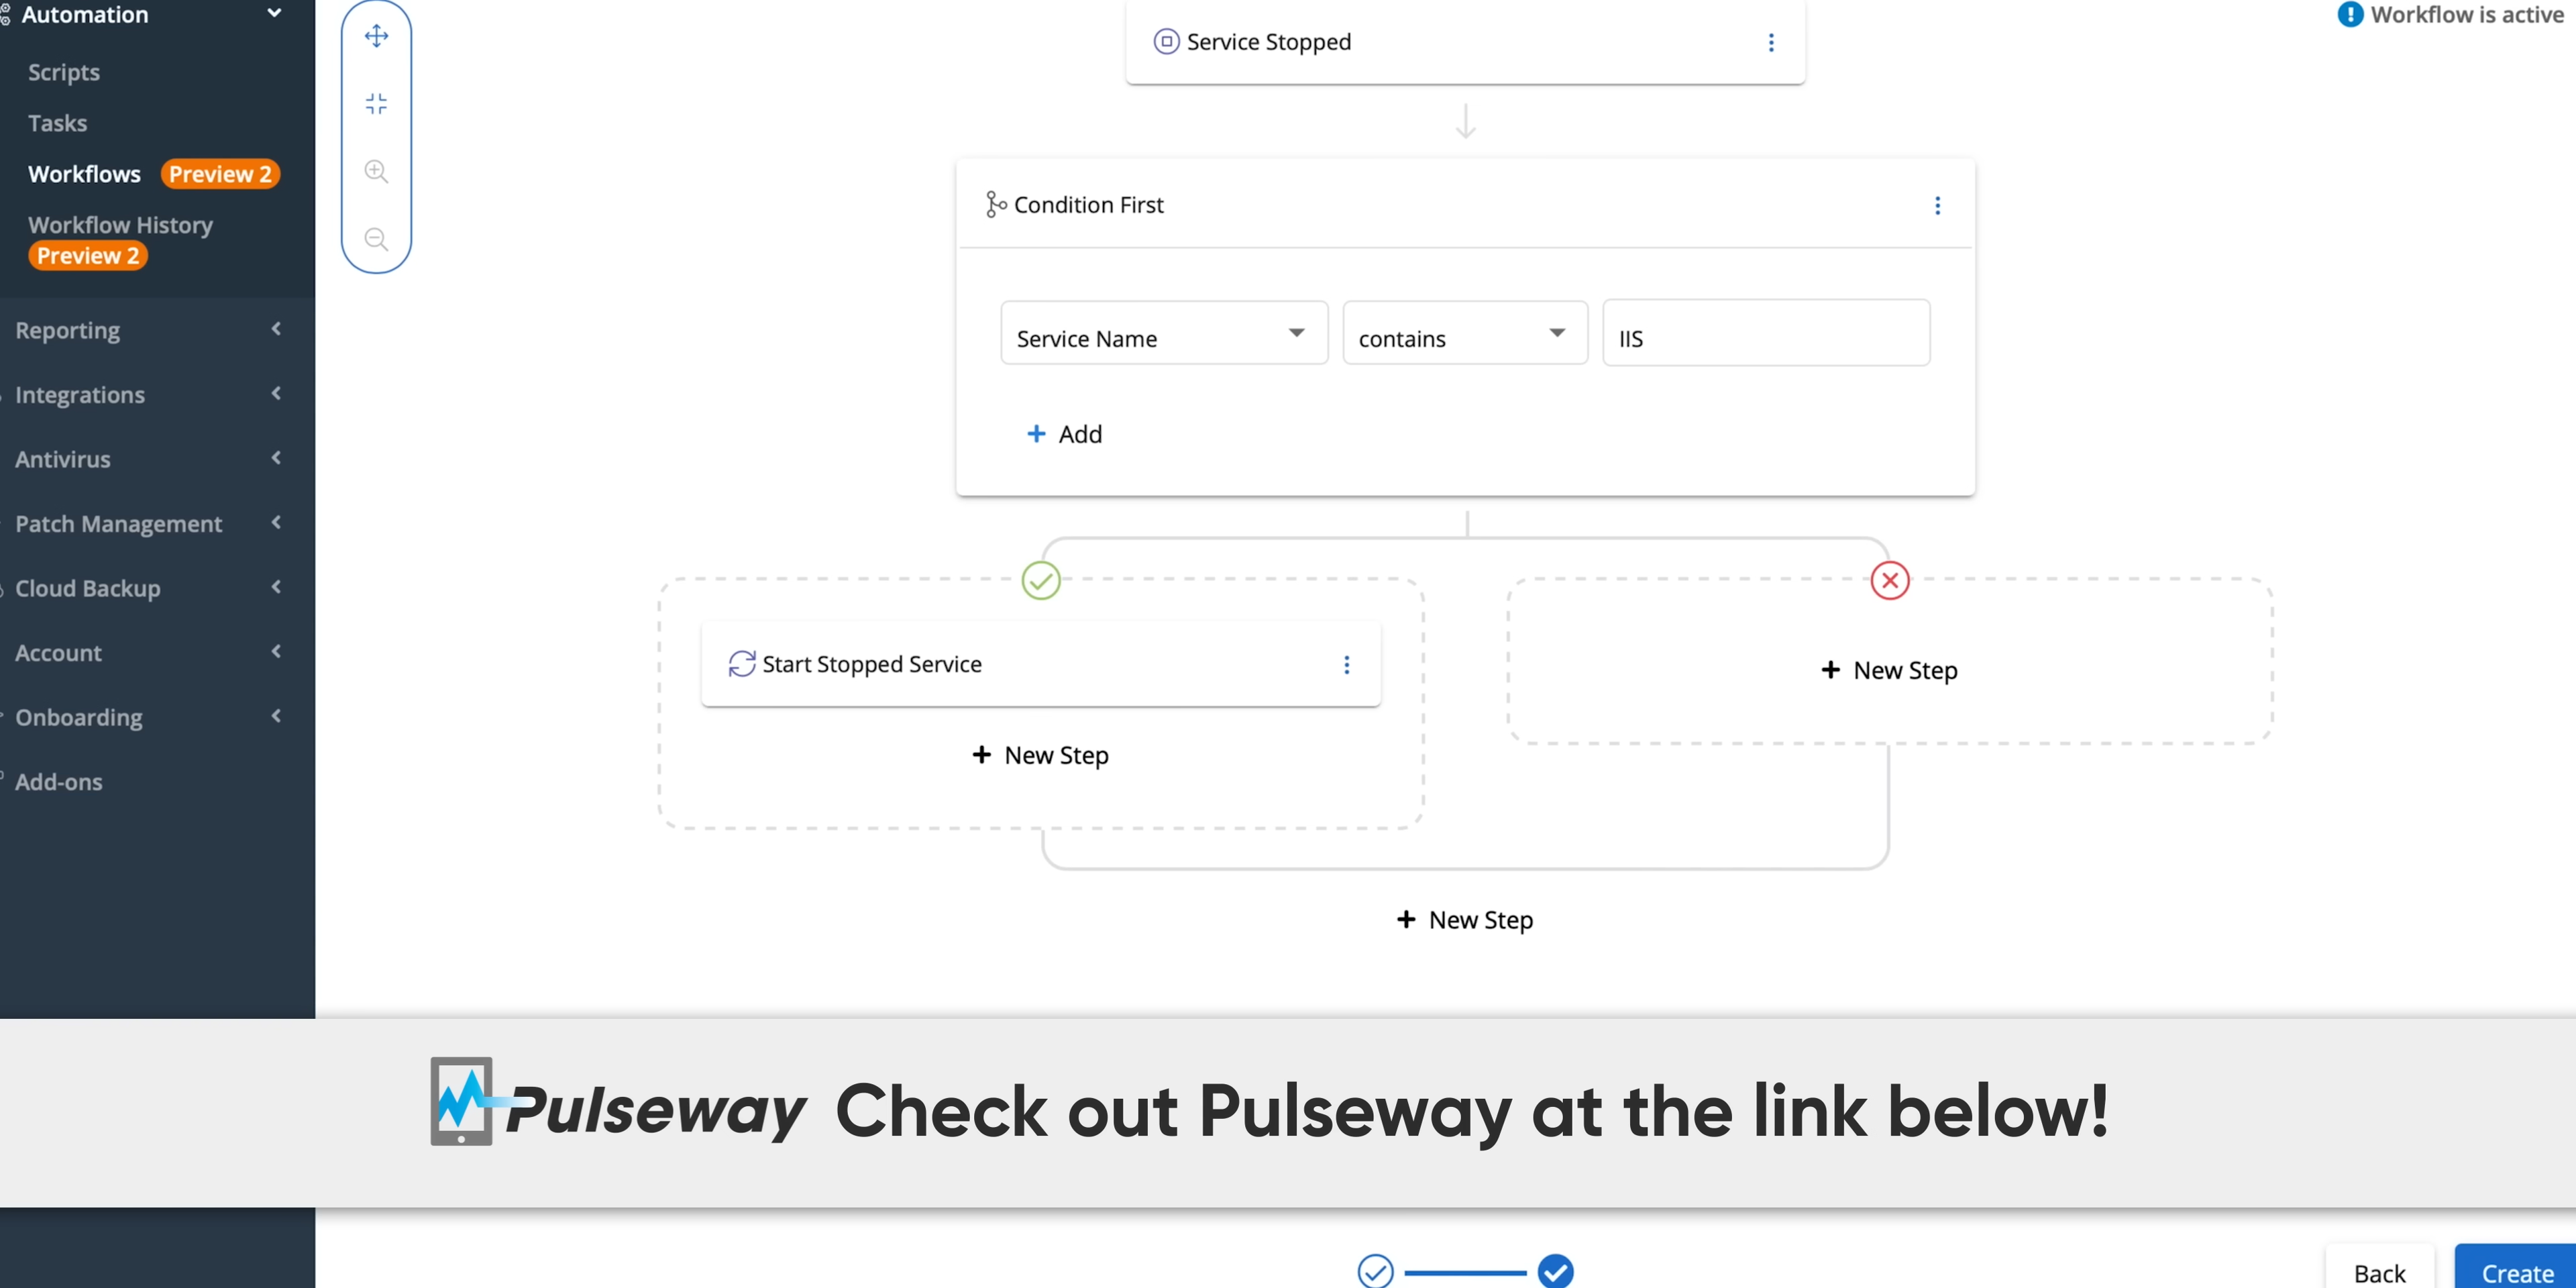 Automation
Scripts
Tasks
Workflows Preview 2
Workflow History
Preview 2
Reporting
Integrations
Antivirus
Patch Management
Cloud Backup
Account
Onboarding
Add-ons
Workflow is active
Service Stopped
Condition First
Service Name contains IIS
+ Add
Start Stopped Service
+ New Step
+ New Step
+ New Step
Pulseway Check out Pulseway at the link below!
Back Create